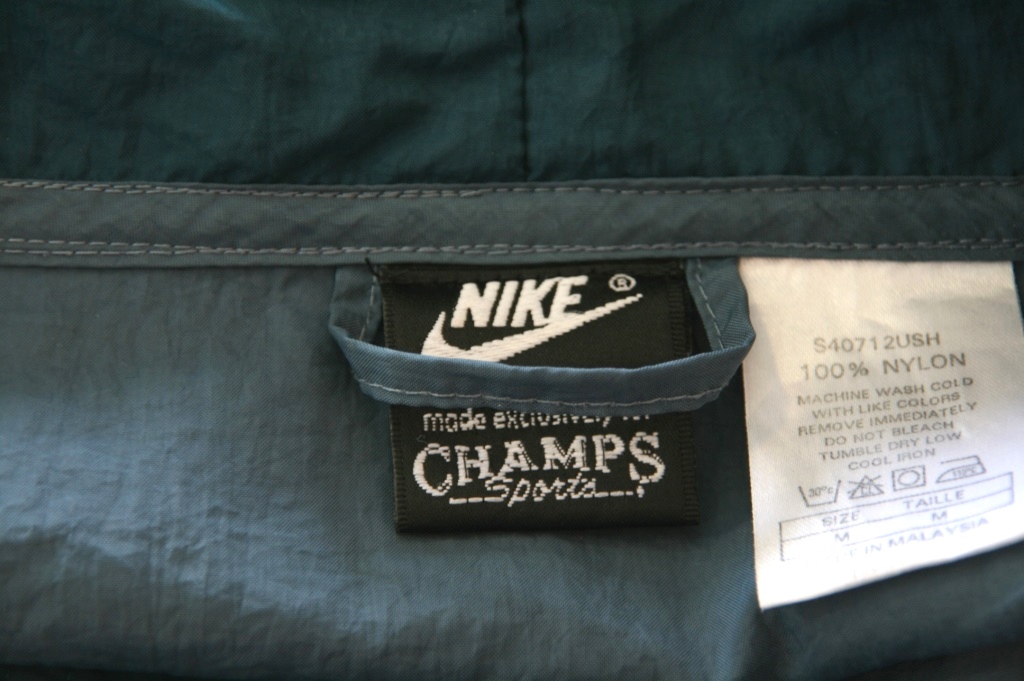 NIKE ®
made exclusively
CHAMPS
Sports
S40712USH
100% NYLON
MACHINE WASH COLD
WITH LIKE COLORS
REMOVE IMMEDIATELY
DO NOT BLEACH
TUMBLE DRY LOW
COOL IRON
30°c
SIZE TAILLE
M M
IN MALAYSIA